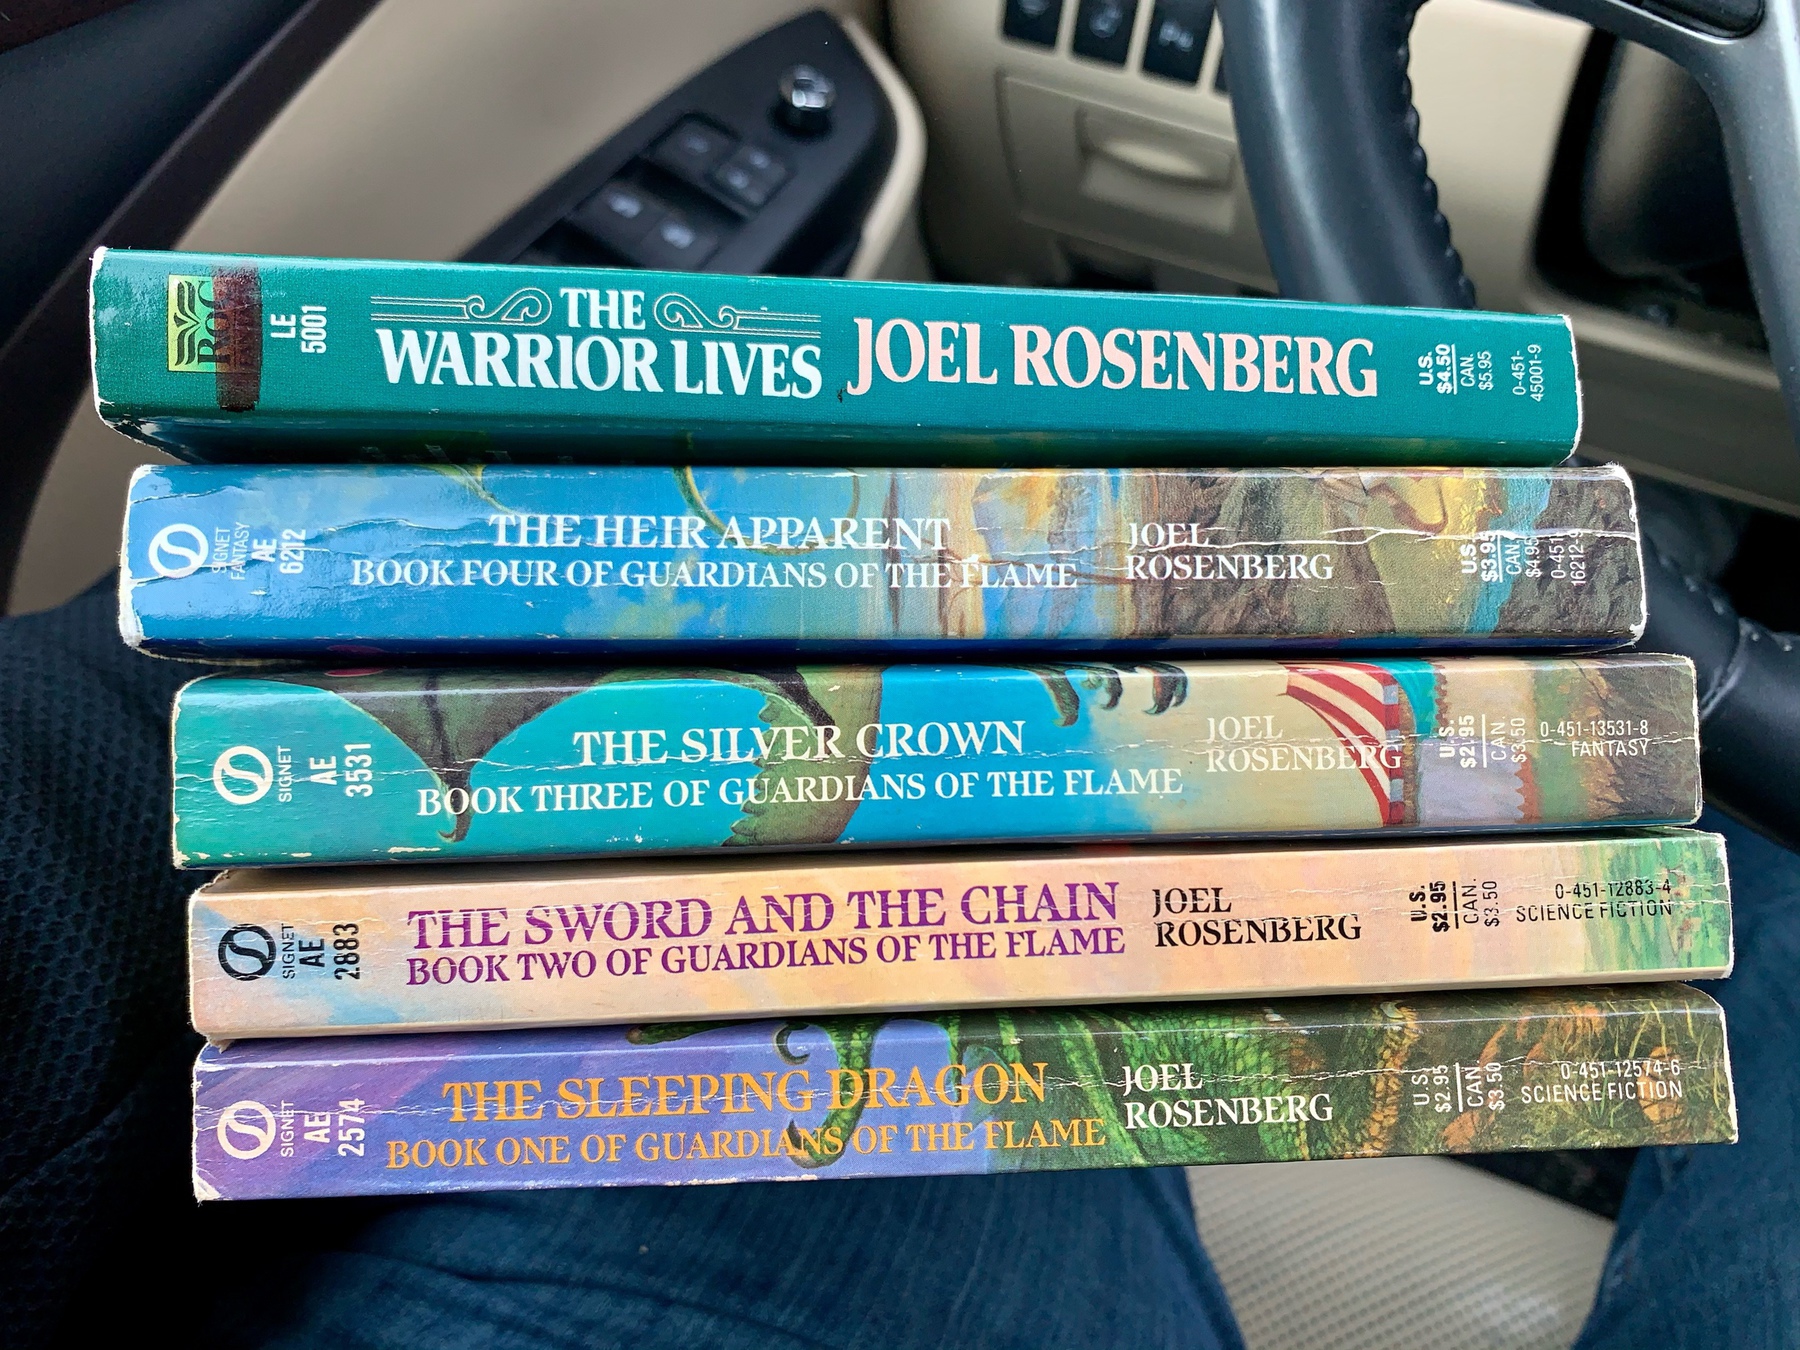 ROC
LE
5001
THE
WARRIOR LIVES
JOEL ROSENBERG
U.S.
$4.50
CAN.
$5.95
0-451-
45001-9
SIGNET
FANTASY
AE
6212
THE HEIR APPARENT
BOOK FOUR OF GUARDIANS OF THE FLAME
JOEL
ROSENBERG
U.S.
$3.95
CAN.
$4.95
0-451
16212-9
SIGNET
AE
3531
THE SILVER CROWN
BOOK THREE OF GUARDIANS OF THE FLAME
JOEL
ROSENBERG
U.S.
$2.95
CAN
$3.50
0-451-13531-8
FANTASY
SIGNET
AE
2883
THE SWORD AND THE CHAIN
BOOK TWO OF GUARDIANS OF THE FLAME
JOEL
ROSENBERG
U.S.
$2.95
CAN.
$3.50
0-451-12883-4
SCIENCE FICTION
SIGNET
AE
2574
THE SLEEPING DRAGON
BOOK ONE OF GUARDIANS OF THE FLAME
JOEL
ROSENBERG
U.S.
$2.95
CAN.
$3.50
0-451-12574-6
SCIENCE FICTION